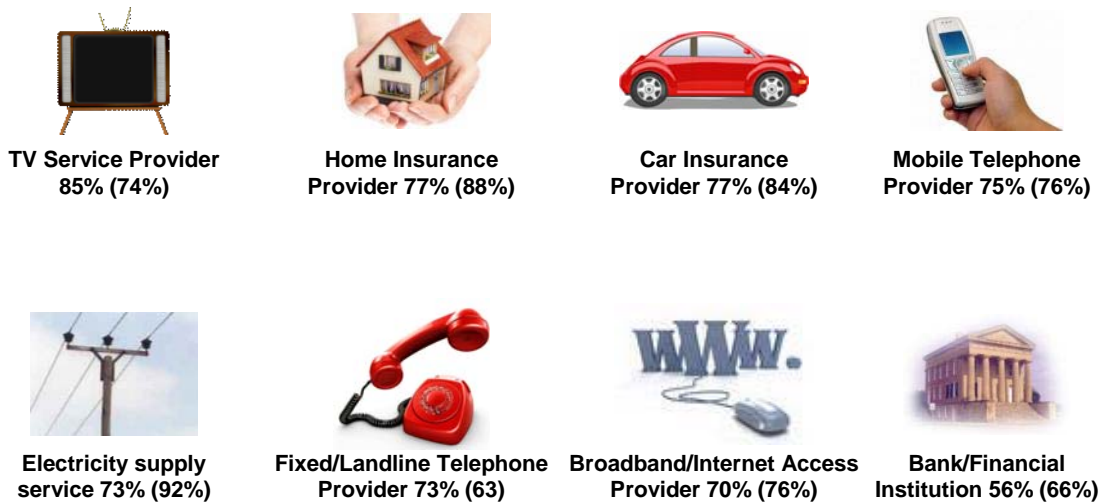 TV Service Provider
85% (74%)
Home Insurance
Provider 77% (88%)
Car Insurance
Provider 77% (84%)
Mobile Telephone
Provider 75% (76%)
WWW.
Electricity supply
service 73% (92%)
Fixed/Landline Telephone
Provider 73% (63)
Broadband/Internet Access
Provider 70% (76%)
Bank/Financial
Institution 56% (66%)